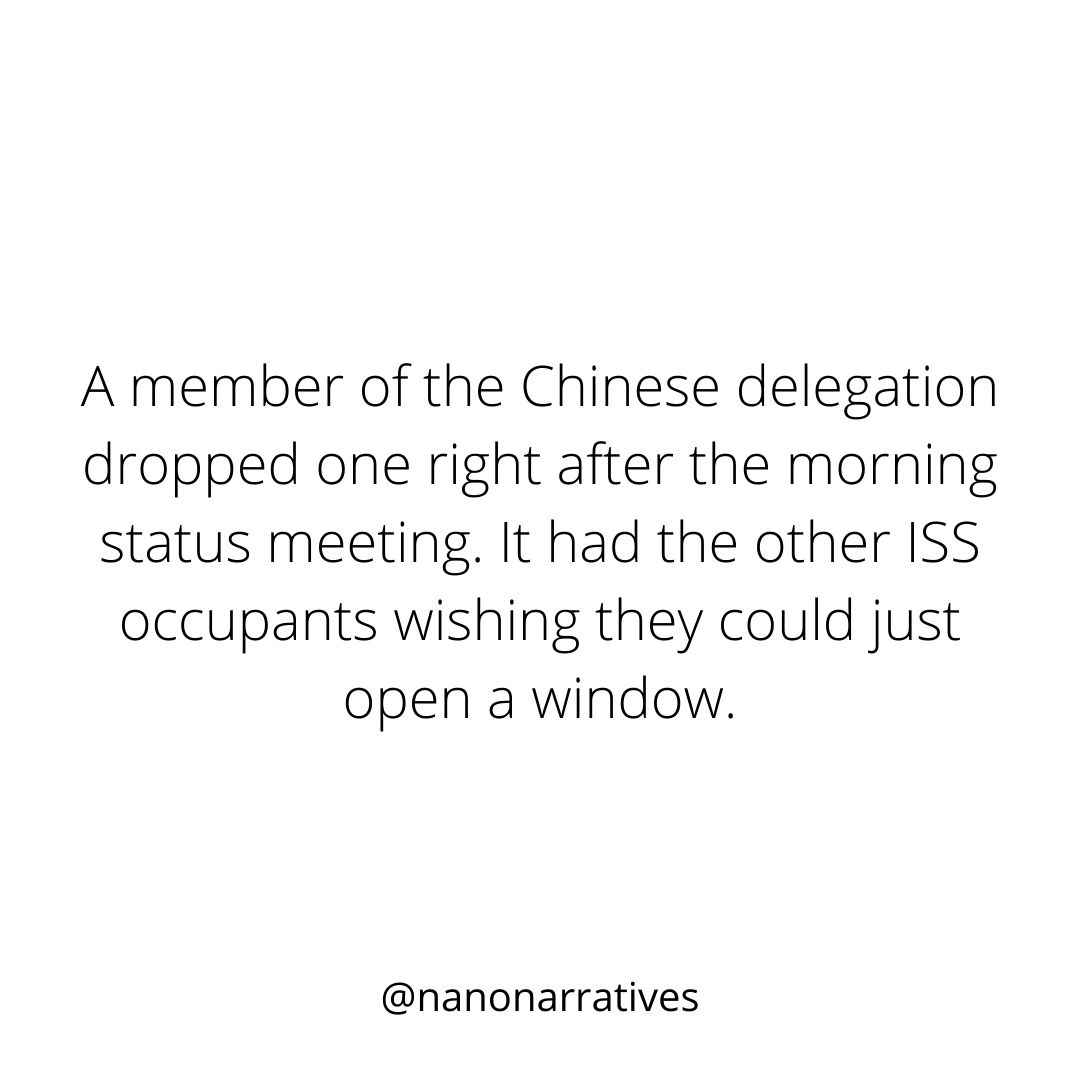 A member of the Chinese delegation
dropped one right after the morning
status meeting. It had the other ISS
occupants wishing they could just
open a window.
@nanonarratives